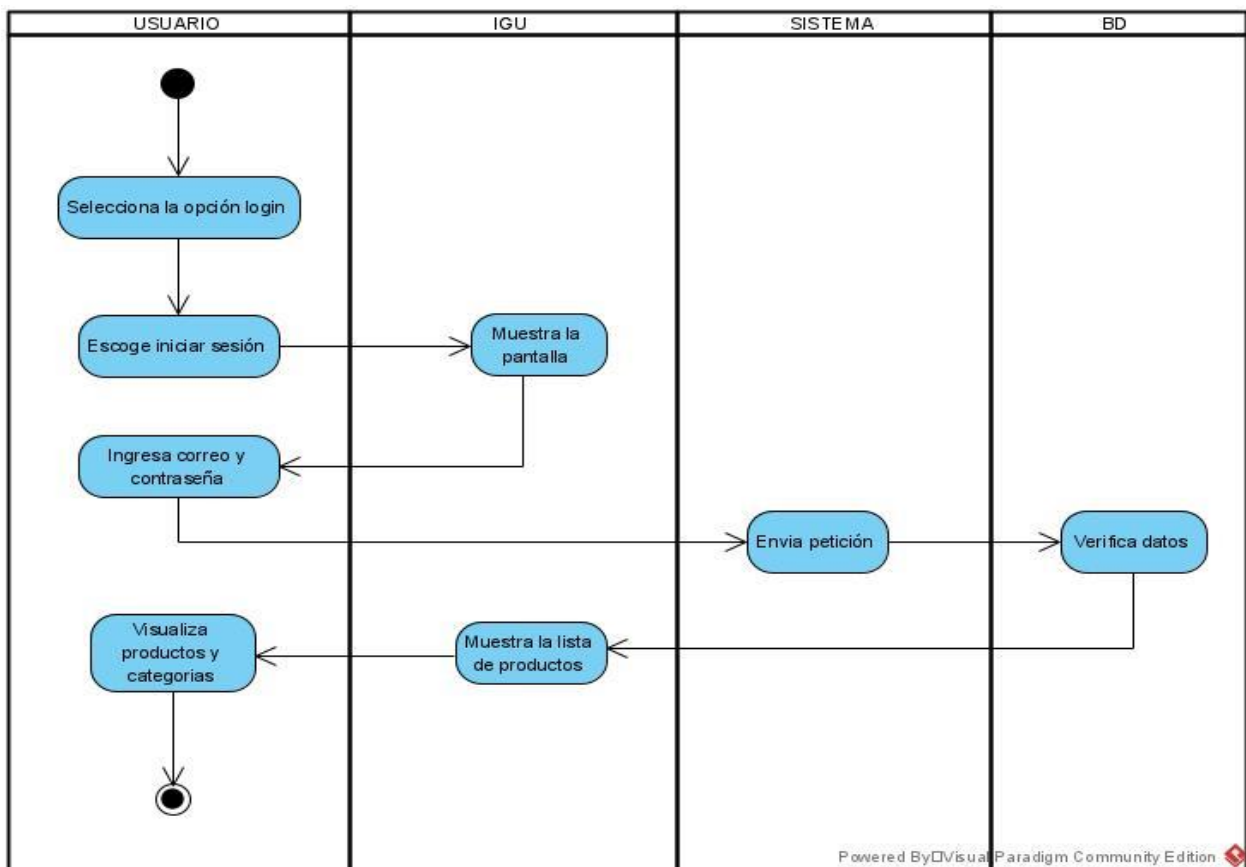 USUARIO
IGU
SISTEMA
BD
Selecciona la opción login
Escoge iniciar sesión
Muestra la
pantalla
Ingresa correo y
contraseña
Envia petición
Verifica datos
Visualiza
productos y
categorias
Muestra la lista
de productos
Powered By□Visual Paradigm Community Edition